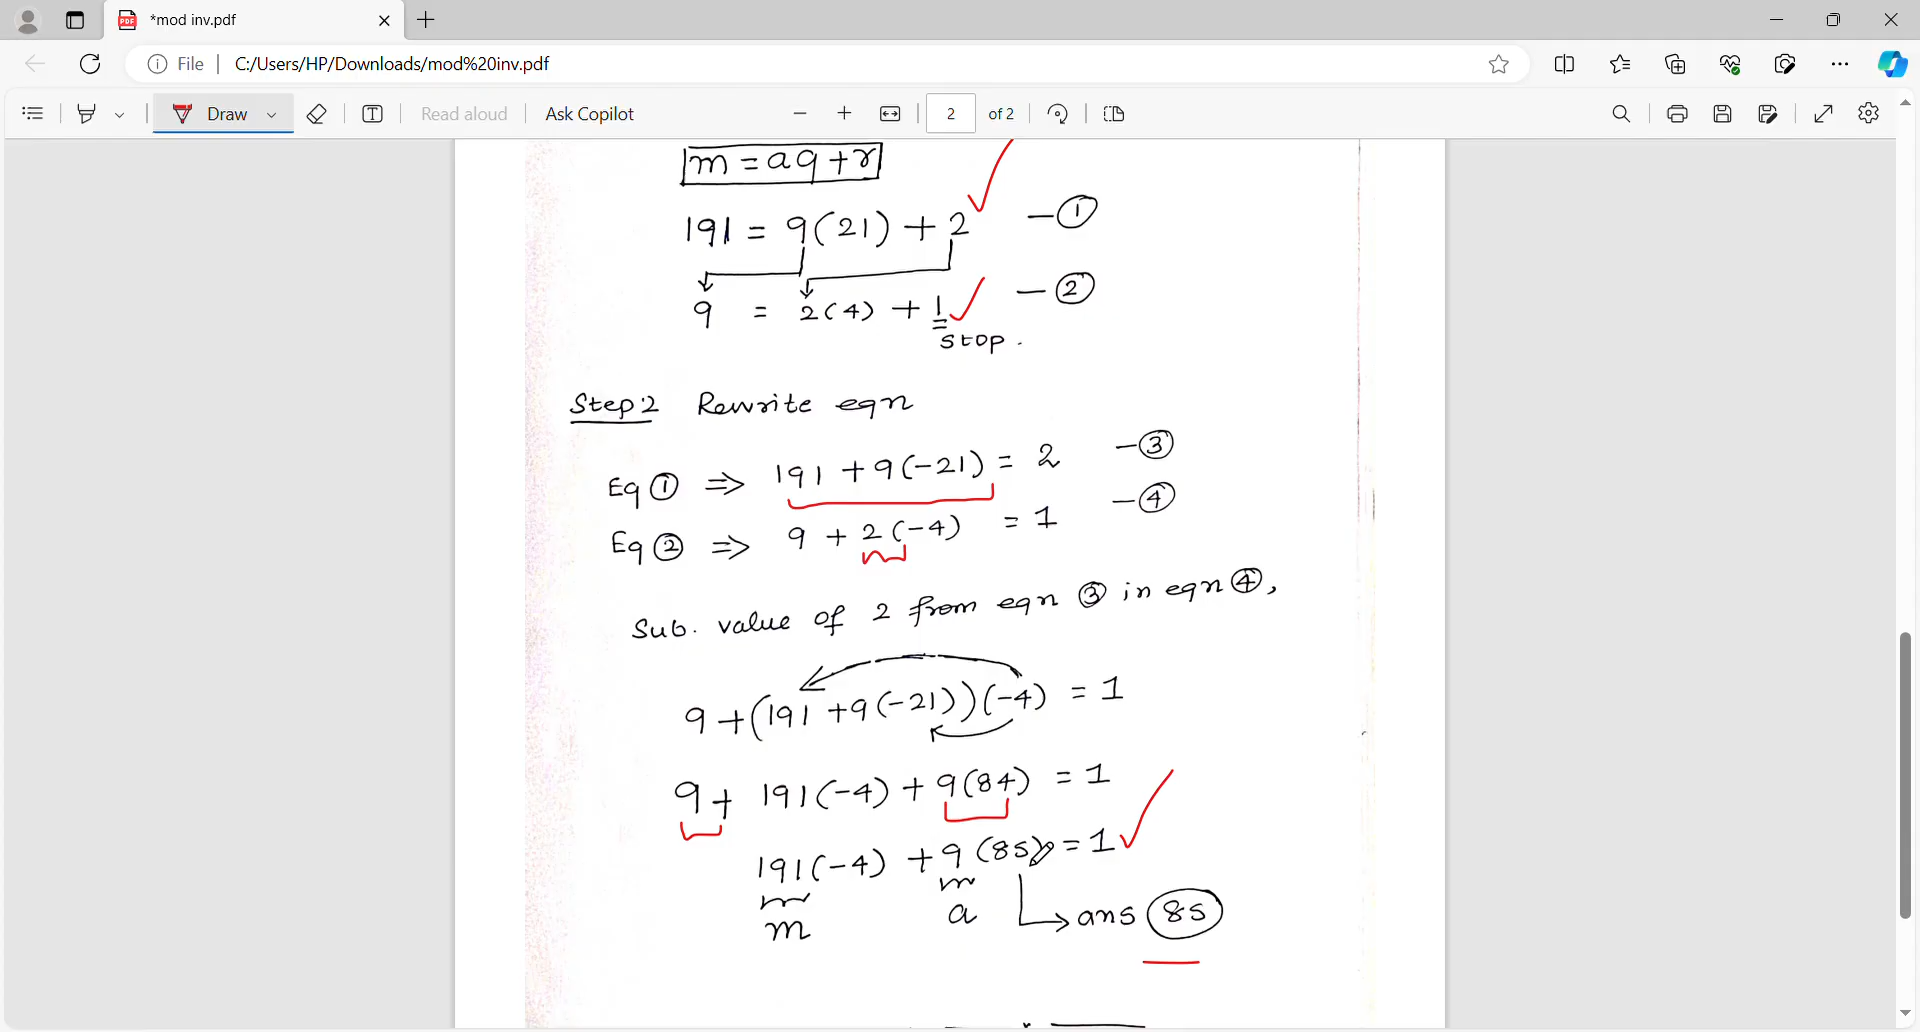 *mod inv.pdf
File C:/Users/HP/Downloads/mod%20inv.pdf
Draw Read aloud Ask Copilot 2 of 2
m = aq + r
191 = 9(21) + 2 - ①
9 = 2(4) + 1 - ②
stop.
Step 2 Rewrite eqn
Eq ① ⇒ 191 + 9(-21) = 2 - ③
Eq ② ⇒ 9 + 2(-4) = 1 - ④
Sub. value of 2 from eqn ③ in eqn ④,
9 + (191 + 9(-21))(-4) = 1
9 + 191(-4) + 9(84) = 1
191(-4) + 9(85) = 1
m a ans 85